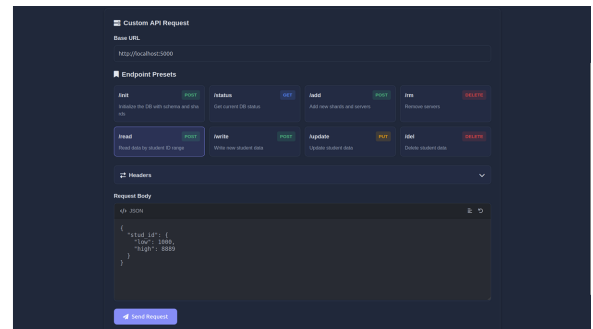 Custom API Request
Base URL
http://localhost:5000
Endpoint Presets
/init POST
Initialize the DB with schema and sha
rds
/status GET
Get current DB status
/add POST
Add new shards and servers
/rm DELETE
Remove servers
/read POST
Read data by student ID range
/write POST
Write new student data
/update PUT
Update student data
/del DELETE
Delete student data
Headers
Request Body
</> JSON
{
"stud_id": {
"low": 1000,
"high": 8889
}
}
Send Request